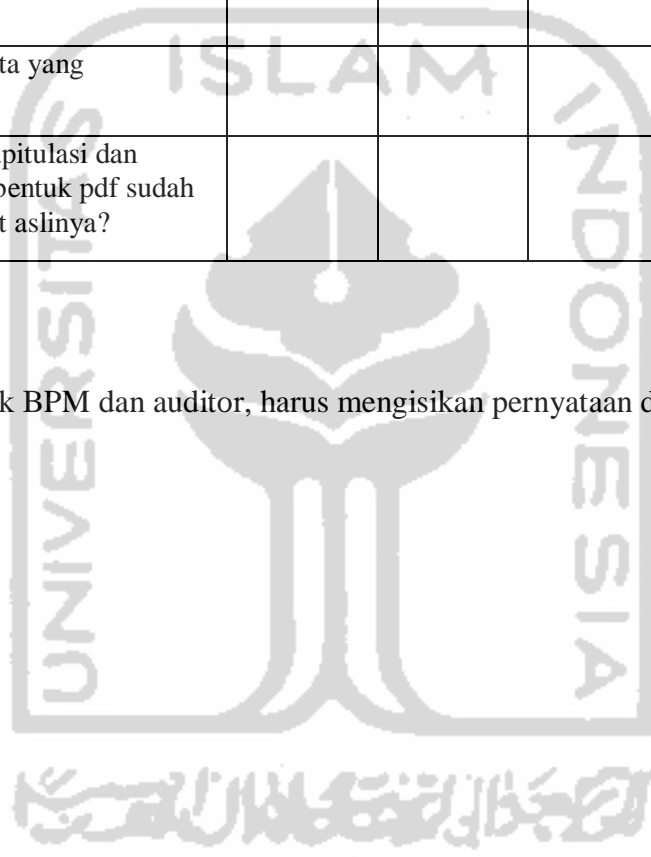 ISLAM
UNIVERSITAS
INDONESIA
ta yang
pitulasi dan
bentuk pdf sudah
t aslinya?
k BPM dan auditor, harus mengisikan pernyataan d